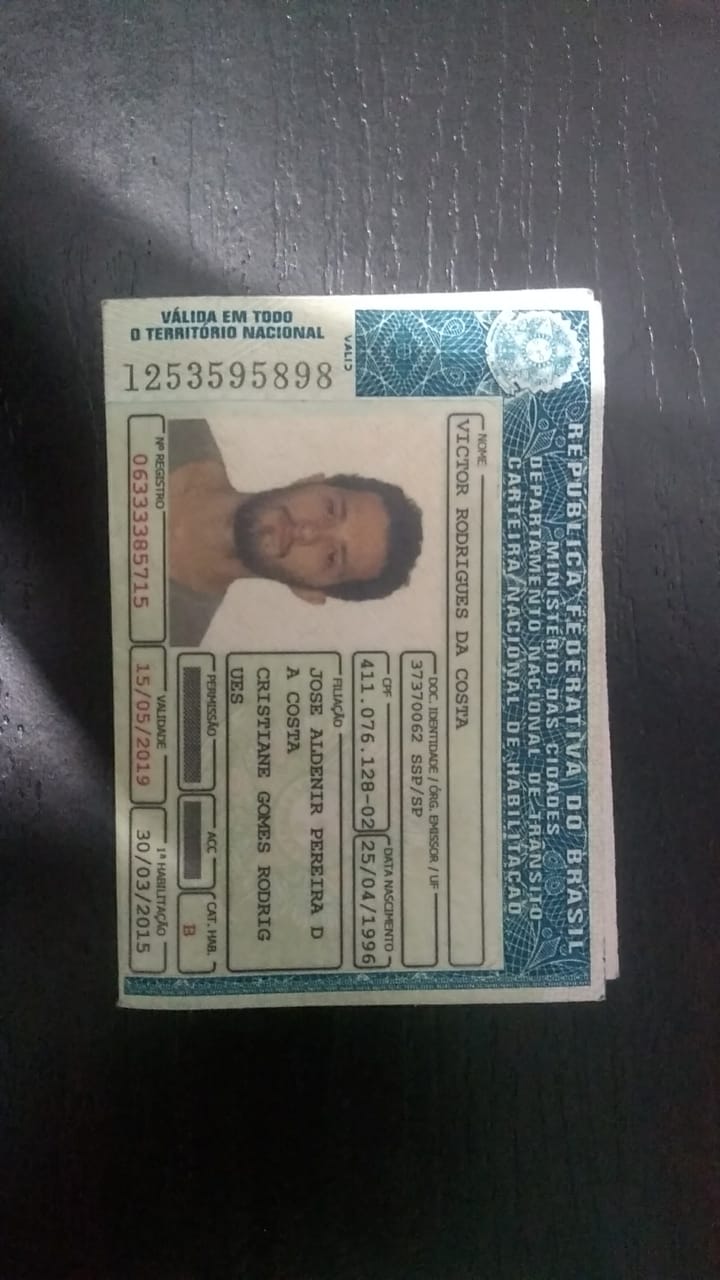 REPÚBLICA FEDERATIVA DO BRASIL
MINISTÉRIO DAS CIDADES
DEPARTAMENTO NACIONAL DE TRÂNSITO
CARTEIRA NACIONAL DE HABILITAÇÃO
NOME
VICTOR RODRIGUES DA COSTA
DOC. IDENTIDADE / ÓRG. EMISSOR / UF
37370062 SSP/SP
CPF
411.076.128-02
DATA NASCIMENTO
25/04/1996
FILIAÇÃO
JOSE ALDENIR PEREIRA D
A COSTA
CRISTIANE GOMES RODRIG
UES
PERMISSÃO
ACC
CAT. HAB.
B
Nº REGISTRO
06333385715
VALIDADE
15/05/2019
1ª HABILITAÇÃO
30/03/2015
VÁLIDA EM TODO
O TERRITÓRIO NACIONAL
1253595898